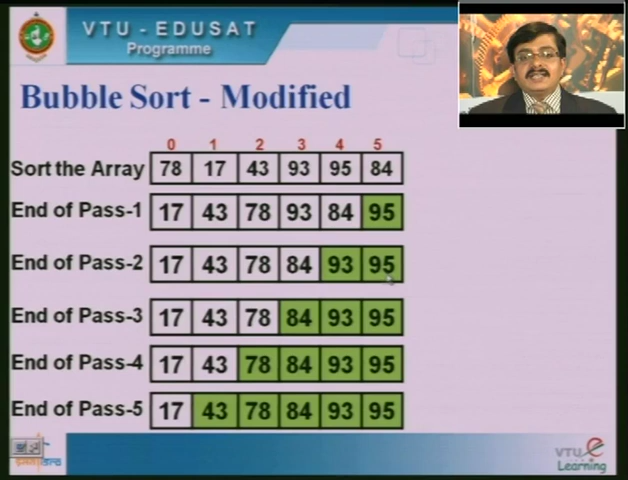 VTU - EDUSAT
Programme
Bubble Sort - Modified
0 1 2 3 4 5
Sort the Array 78 17 43 93 95 84
End of Pass-1 17 43 78 93 84 95
End of Pass-2 17 43 78 84 93 95
End of Pass-3 17 43 78 84 93 95
End of Pass-4 17 43 78 84 93 95
End of Pass-5 17 43 78 84 93 95
VTU e
Learning